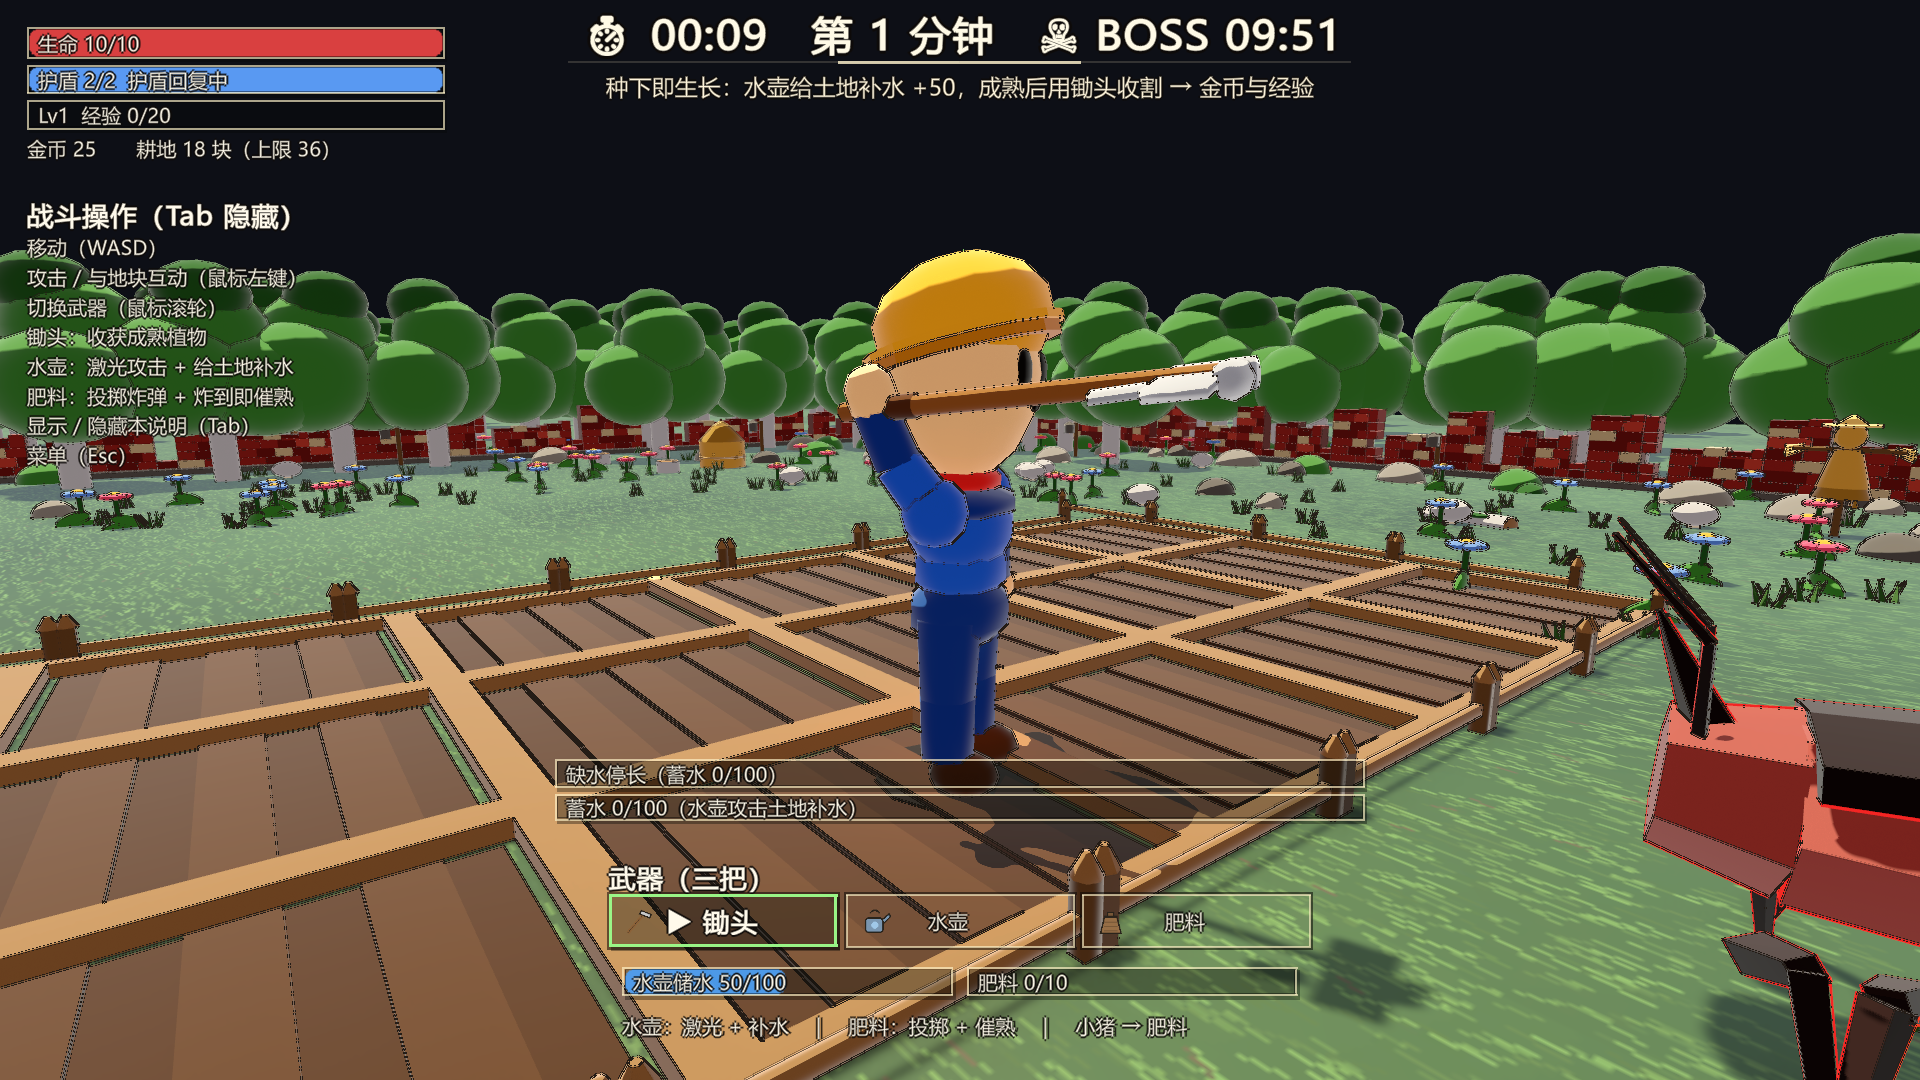 生命 10/10
护盾 2/2 护盾回复中
Lv1 经验 0/20
金币 25 耕地 18 块（上限 36）
00:09 第 1 分钟 BOSS 09:51
种下即生长：水壶给土地补水 +50，成熟后用锄头收割 → 金币与经验
战斗操作（Tab 隐藏）
移动（WASD）
攻击 / 与地块互动（鼠标左键）
切换武器（鼠标滚轮）
锄头：收获成熟植物
水壶：激光攻击 + 给土地补水
肥料：投掷炸弹 + 炸到即催熟
显示 / 隐藏本说明（Tab）
菜单（Esc）
缺水停长（蓄水 0/100）
蓄水 0/100（水壶攻击土地补水）
武器（三把）
▶ 锄头 水壶 肥料
水壶储水 50/100 肥料 0/10
水壶：激光 + 补水 | 肥料：投掷 + 催熟 | 小猪 → 肥料